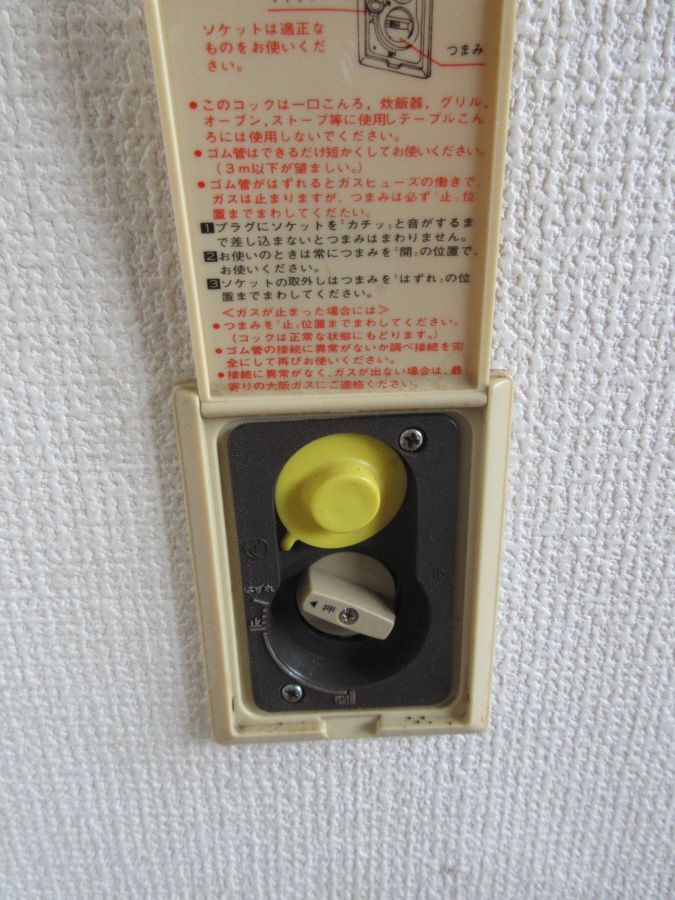 ソケットは適正な
ものをお使いくだ
さい。
つまみ
●このコックは一口こんろ，炊飯器，グリル，
オーブン，ストーブ等に使用しテーブルこん
ろには使用しないでください。
●ゴム管はできるだけ短かくしてお使いください。
（3m以下が望ましい。）
●ゴム管がはずれるとガスヒューズの働きで、
ガスは止まりますが、つまみは必ず〝止〟位
置までまわしてください。
1プラグにソケットを〝カチッ〟と音がするま
で差し込まないとつまみはまわりません。
2お使いのときは常につまみを〝開〟の位置で、
お使いください。
3ソケットの取外しはつまみを〝はずれ〟の位
置までまわしてください。
＜ガスが止まった場合には＞
●つまみを〝止〟位置までまわしてください。
（コックは正常な状態にもどります。）
●ゴム管の接続に異常がないか調べ接続を完
全にして再びお使いください。
●接続に異常がなく、ガスが出ない場合は、最
寄りの大阪ガスにご連絡ください。
はずれ
止
押
開